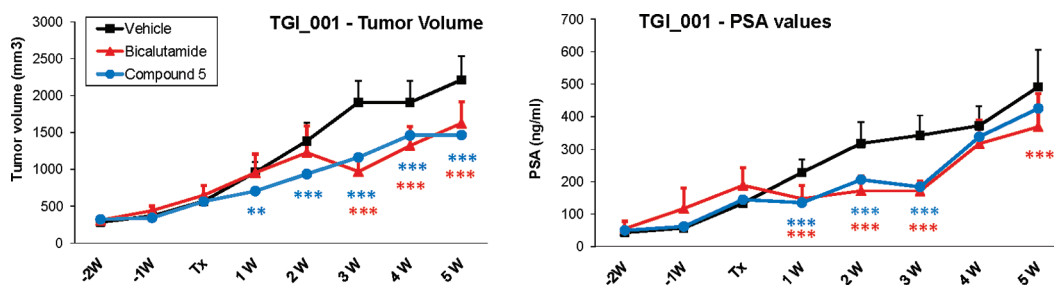 TGI_001 - Tumor Volume
Tumor volume (mm3)
3000
2500
2000
1500
1000
500
0
Vehicle
Bicalutamide
Compound 5
**
***
***
***
***
***
***
***
-2W
-1W
Tx
1 W
2 W
3 W
4 W
5 W
TGI_001 - PSA values
PSA (ng/ml)
700
600
500
400
300
200
100
0
***
***
***
***
***
***
***
-2W
-1W
Tx
1 W
2 W
3 W
4 W
5 W